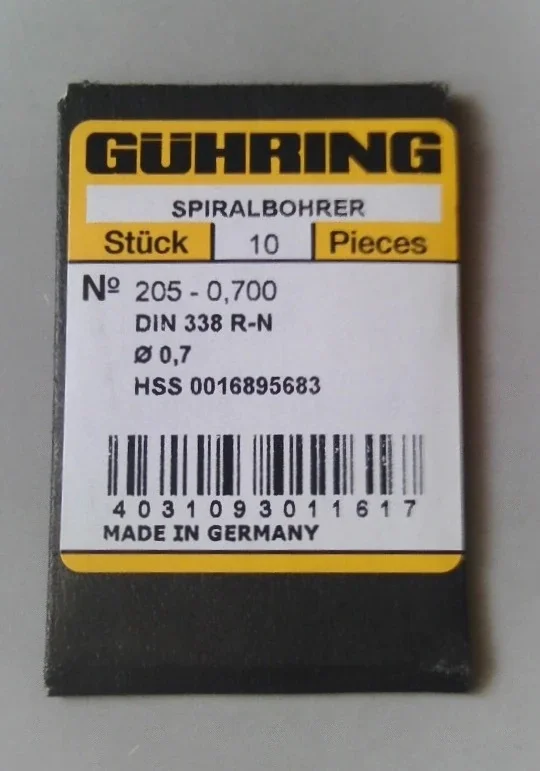 GÜHRING
SPIRALBOHRER
Stück 10 Pieces
Nº 205 - 0,700
DIN 338 R-N
Ø 0,7
HSS 0016895683
4031093011617
MADE IN GERMANY